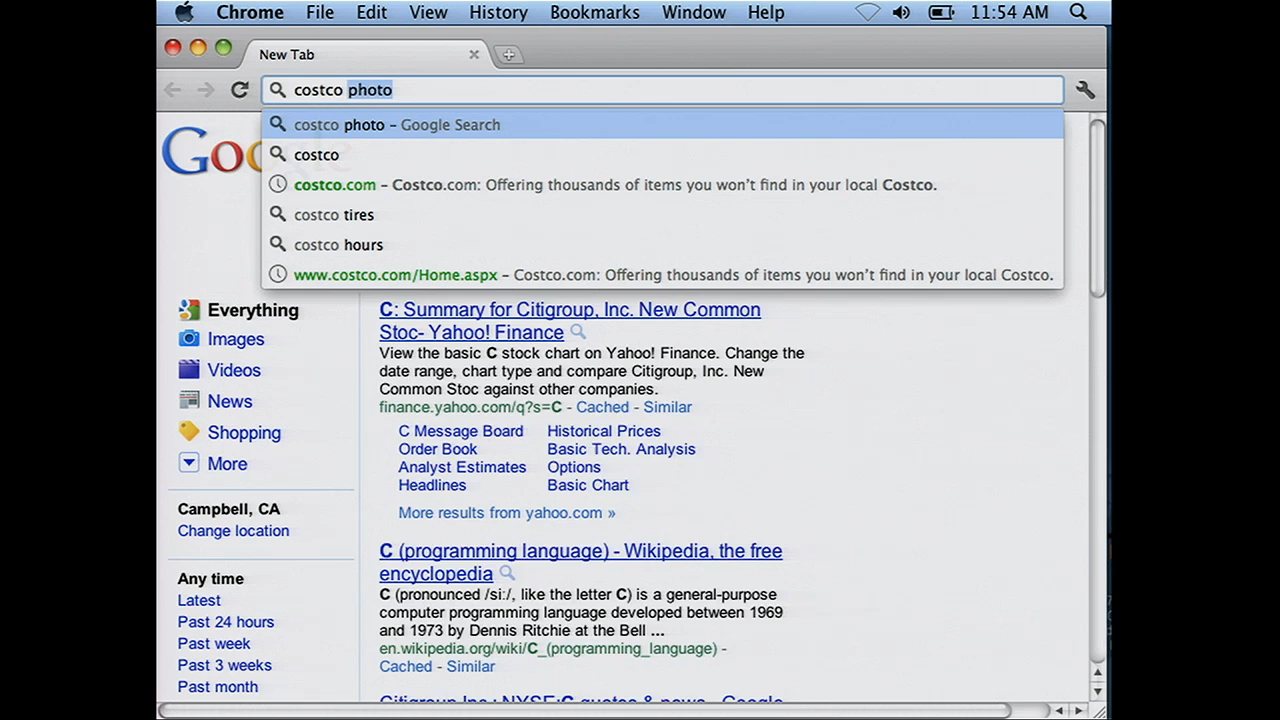 Chrome File Edit View History Bookmarks Window Help 11:54 AM
New Tab
costco photo
costco photo – Google Search
costco
costco.com – Costco.com: Offering thousands of items you won't find in your local Costco.
costco tires
costco hours
www.costco.com/Home.aspx – Costco.com: Offering thousands of items you won't find in your local Costco.
Everything
Images
Videos
News
Shopping
More
Campbell, CA
Change location
Any time
Latest
Past 24 hours
Past week
Past 3 weeks
Past month
C: Summary for Citigroup, Inc. New Common
Stoc- Yahoo! Finance
View the basic C stock chart on Yahoo! Finance. Change the
date range, chart type and compare Citigroup, Inc. New
Common Stoc against other companies.
finance.yahoo.com/q?s=C - Cached - Similar
C Message Board Historical Prices
Order Book Basic Tech. Analysis
Analyst Estimates Options
Headlines Basic Chart
More results from yahoo.com »
C (programming language) - Wikipedia, the free
encyclopedia
C (pronounced /siː/, like the letter C) is a general-purpose
computer programming language developed between 1969
and 1973 by Dennis Ritchie at the Bell ...
en.wikipedia.org/wiki/C_(programming_language) -
Cached - Similar